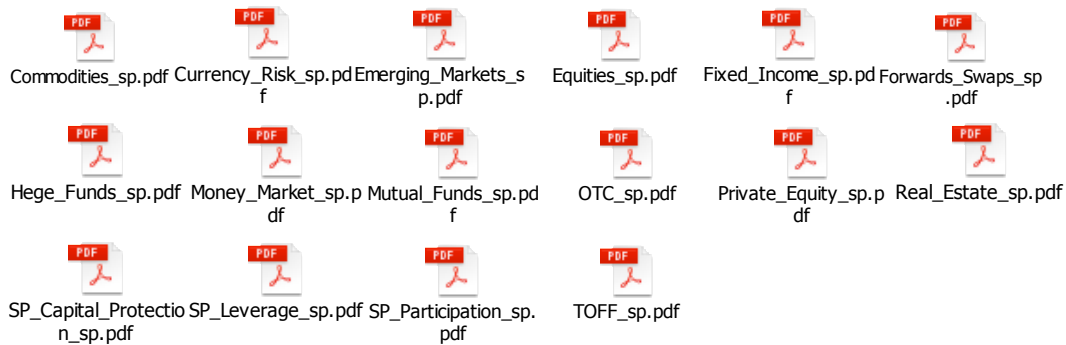 PDF PDF PDF PDF PDF PDF
Commodities_sp.pdf Currency_Risk_sp.pd Emerging_Markets_s Equities_sp.pdf Fixed_Income_sp.pd Forwards_Swaps_sp
f p.pdf f .pdf
PDF PDF PDF PDF PDF PDF
Hege_Funds_sp.pdf Money_Market_sp.p Mutual_Funds_sp.pd OTC_sp.pdf Private_Equity_sp.p Real_Estate_sp.pdf
df f df
PDF PDF PDF PDF
SP_Capital_Protectio SP_Leverage_sp.pdf SP_Participation_sp. TOFF_sp.pdf
n_sp.pdf pdf